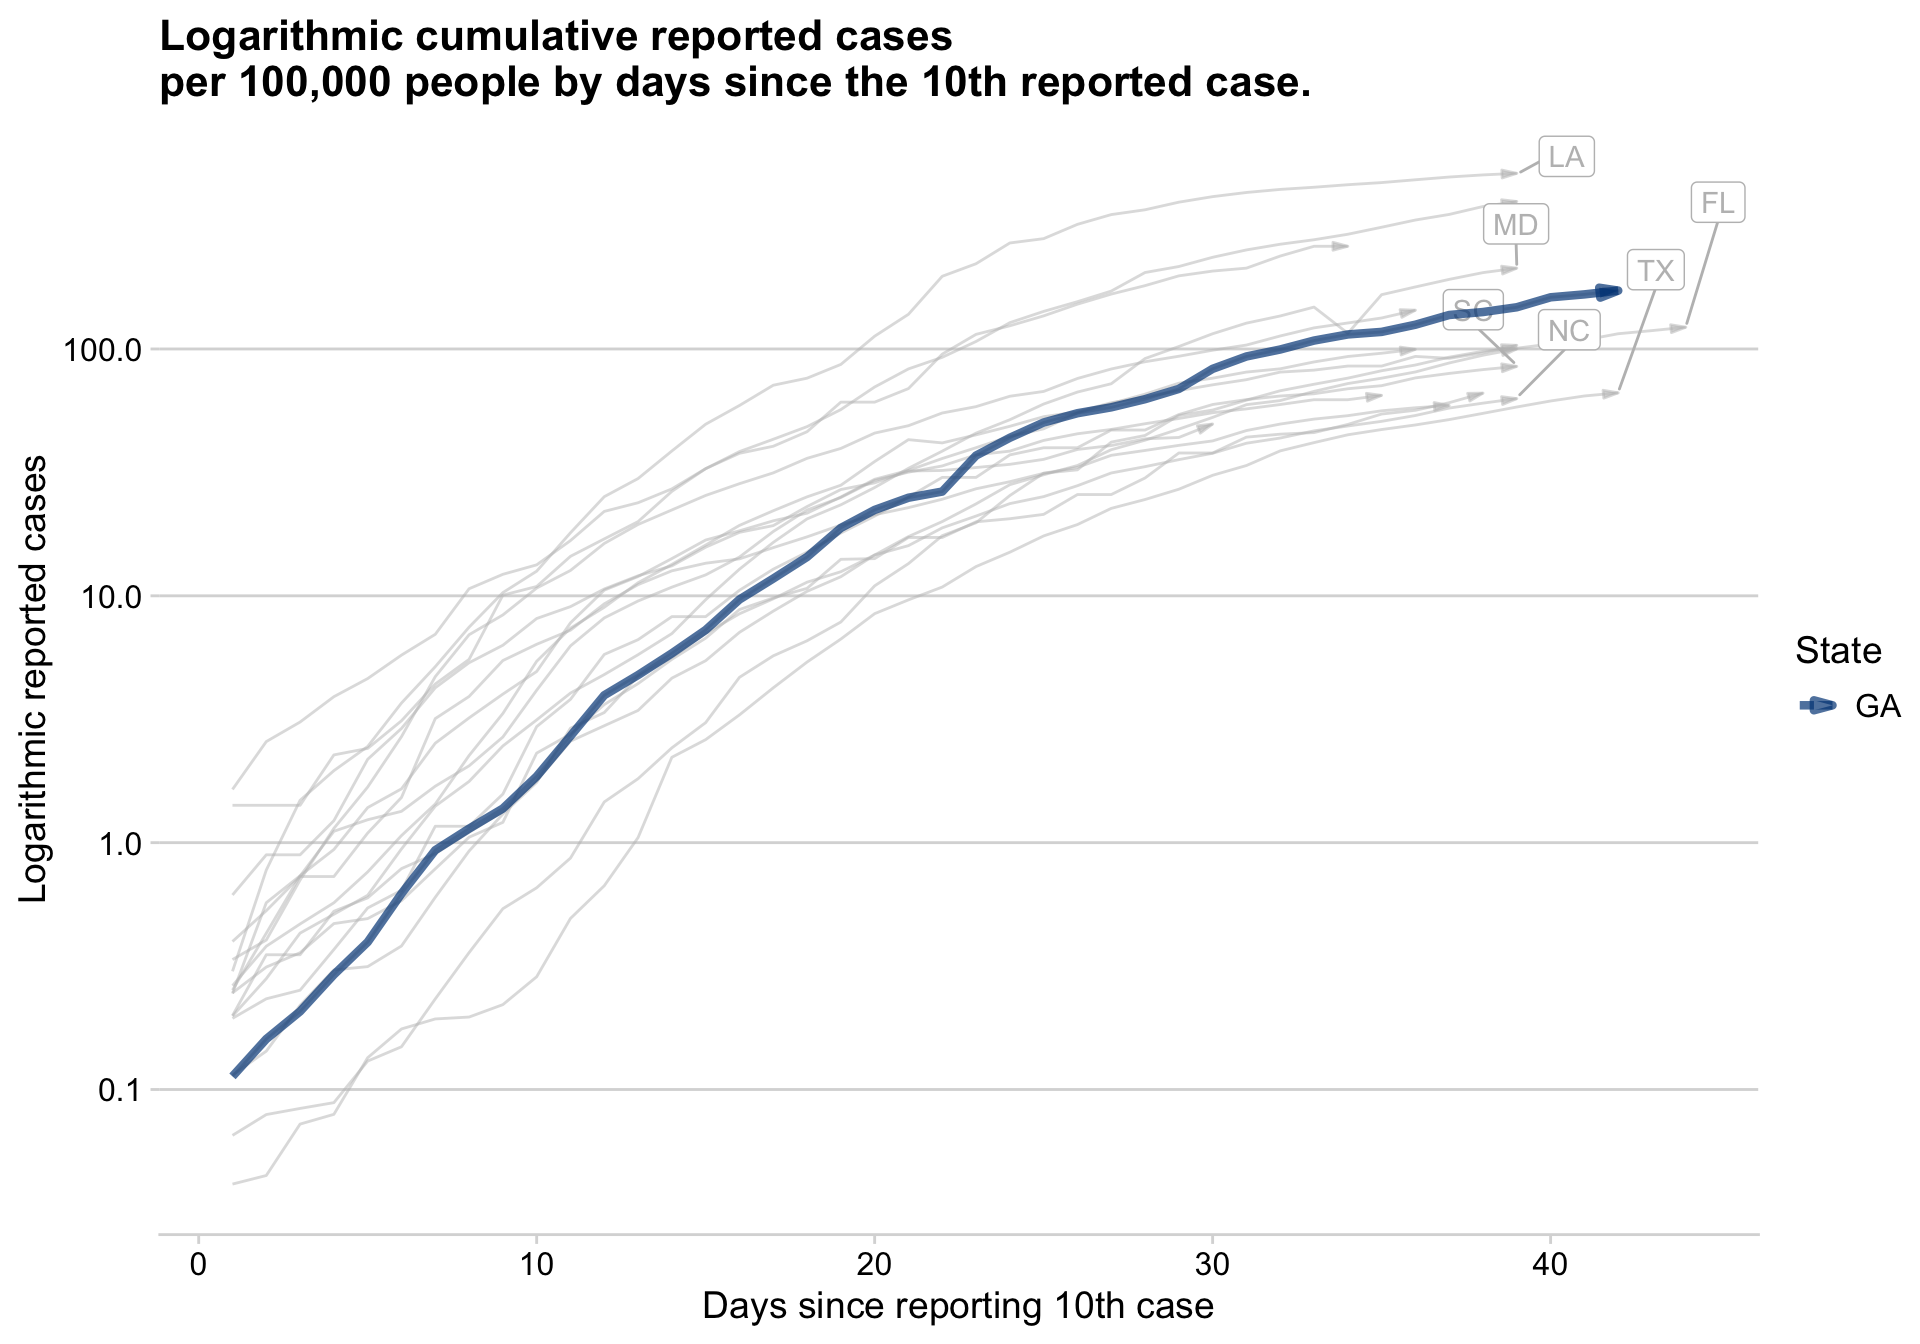 Logarithmic cumulative reported cases
per 100,000 people by days since the 10th reported case.
LA
FL
MD
TX
SC
NC
100.0
10.0
1.0
0.1
Logarithmic reported cases
State
GA
0
10
20
30
40
Days since reporting 10th case